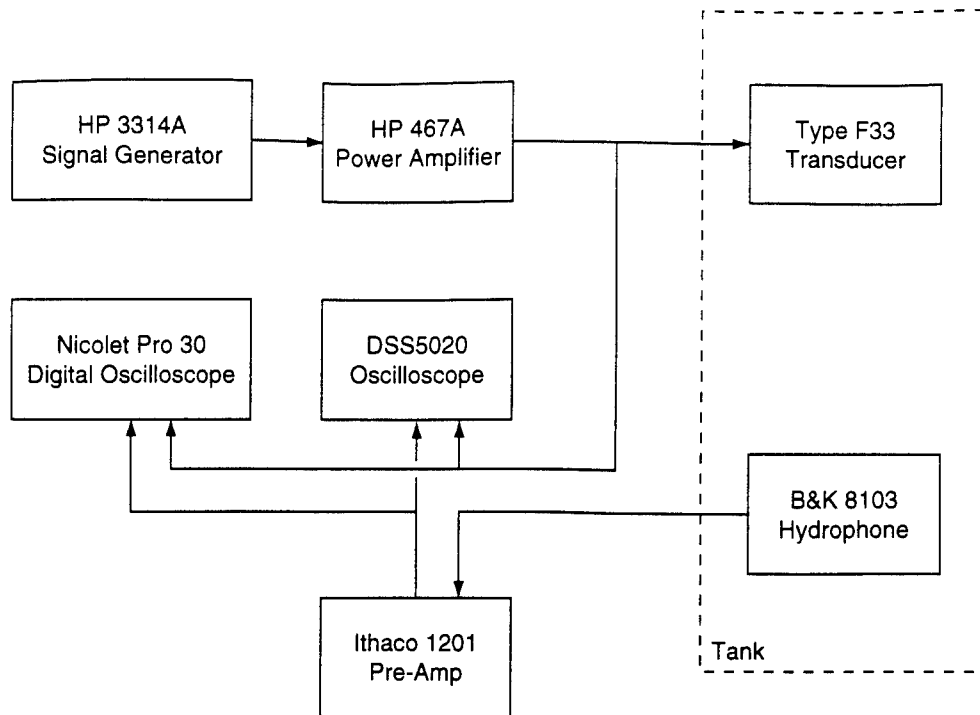 HP 3314A
Signal Generator
HP 467A
Power Amplifier
Type F33
Transducer
Nicolet Pro 30
Digital Oscilloscope
DSS5020
Oscilloscope
B&K 8103
Hydrophone
Ithaco 1201
Pre-Amp
Tank